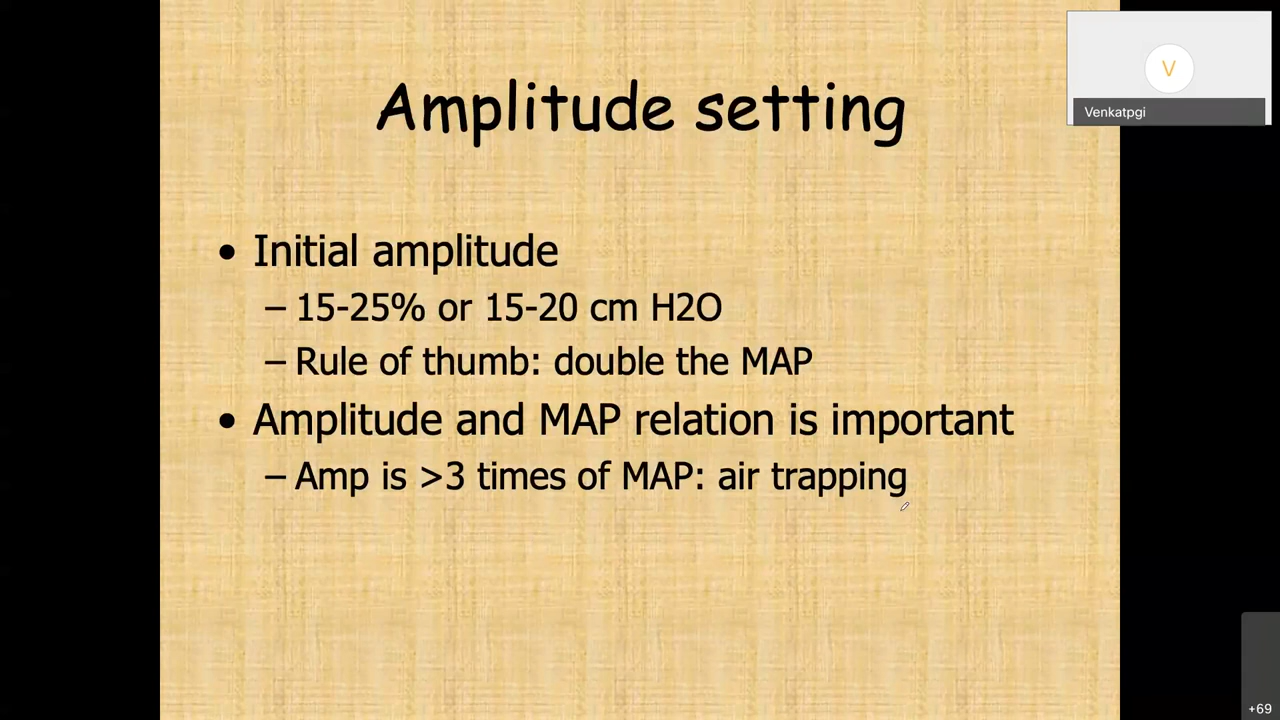 Amplitude setting
• Initial amplitude
– 15-25% or 15-20 cm H2O
– Rule of thumb: double the MAP
• Amplitude and MAP relation is important
– Amp is >3 times of MAP: air trapping
V
Venkatpgi
+69